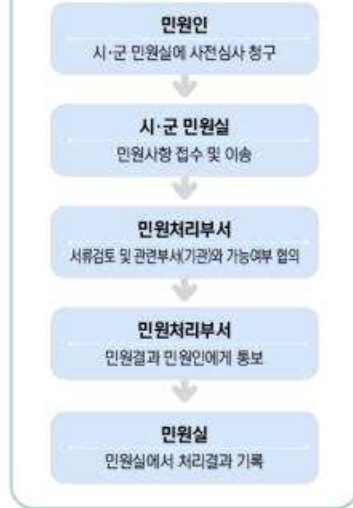 민원인
시·군 민원실에 사전심사 청구
시·군 민원실
민원사항 접수 및 이송
민원처리부서
서류검토 및 관련부서(기관)와 가능여부 협의
민원처리부서
민원결과 민원인에게 통보
민원실
민원실에서 처리결과 기록